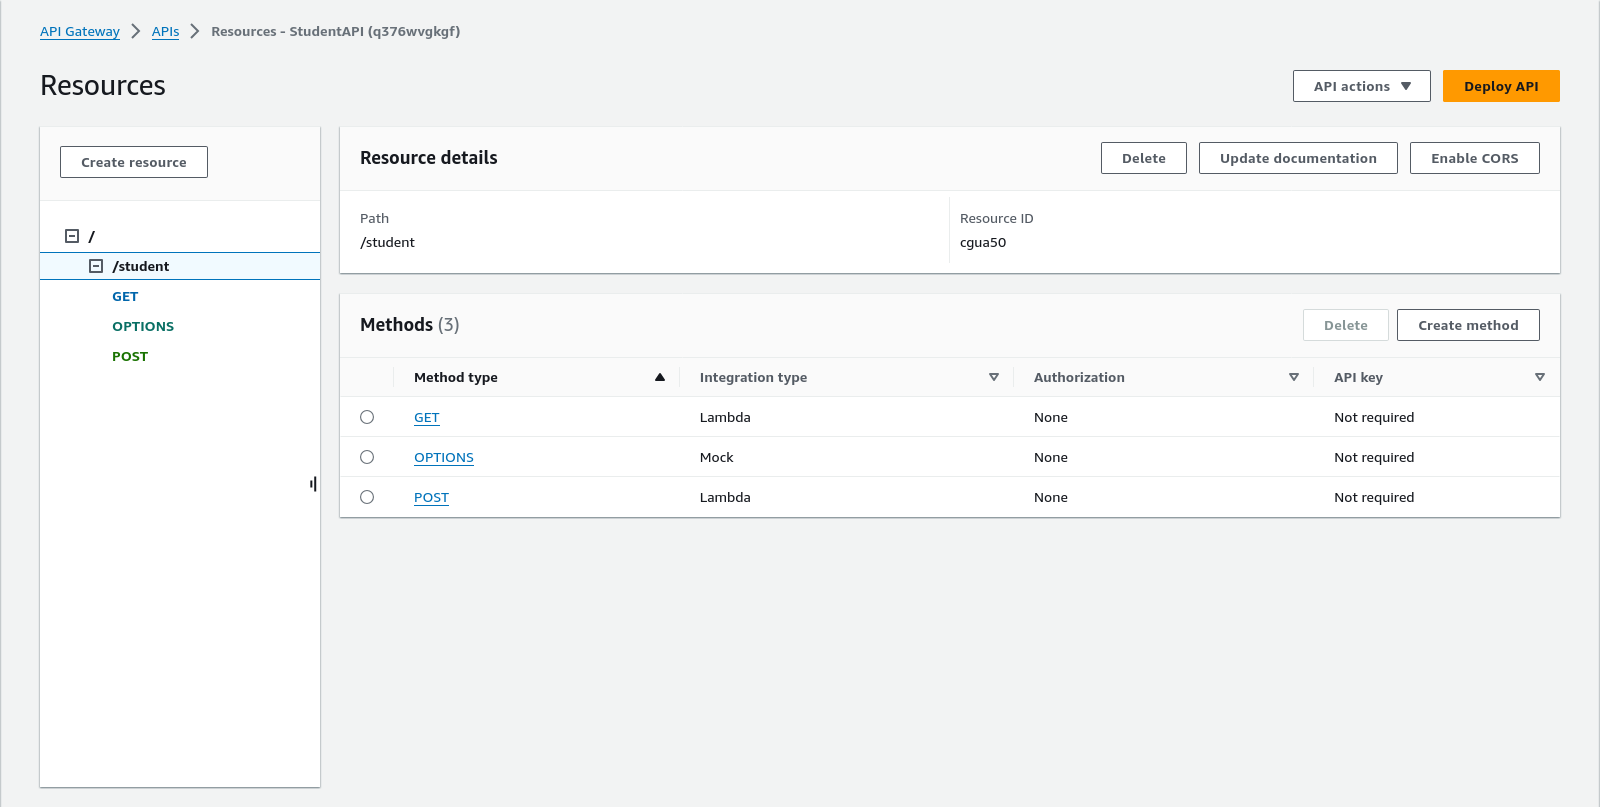 API Gateway > APIs > Resources - StudentAPI (q376wvgkgf)
Resources
API actions Deploy API
Create resource
/
/student
GET
OPTIONS
POST
Resource details
Delete Update documentation Enable CORS
Path
/student
Resource ID
cgua50
Methods (3)
Delete Create method
Method type Integration type Authorization API key
GET Lambda None Not required
OPTIONS Mock None Not required
POST Lambda None Not required